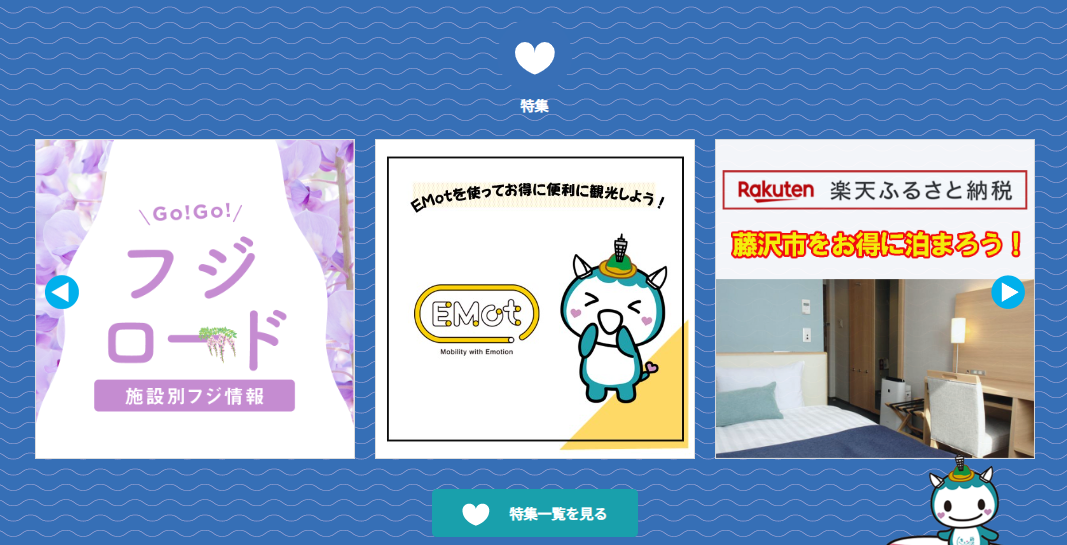 特集
Go!Go!
フジ
ロード
施設別フジ情報
EMotを使ってお得に便利に観光しよう！
EMot
Mobility with Emotion
Rakuten 楽天ふるさと納税
藤沢市をお得に泊まろう！
特集一覧を見る